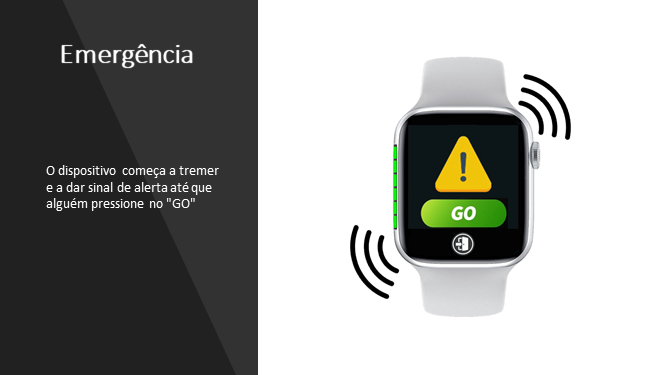 Emergência
O dispositivo começa a tremer
e a dar sinal de alerta até que
alguém pressione no "GO"
GO